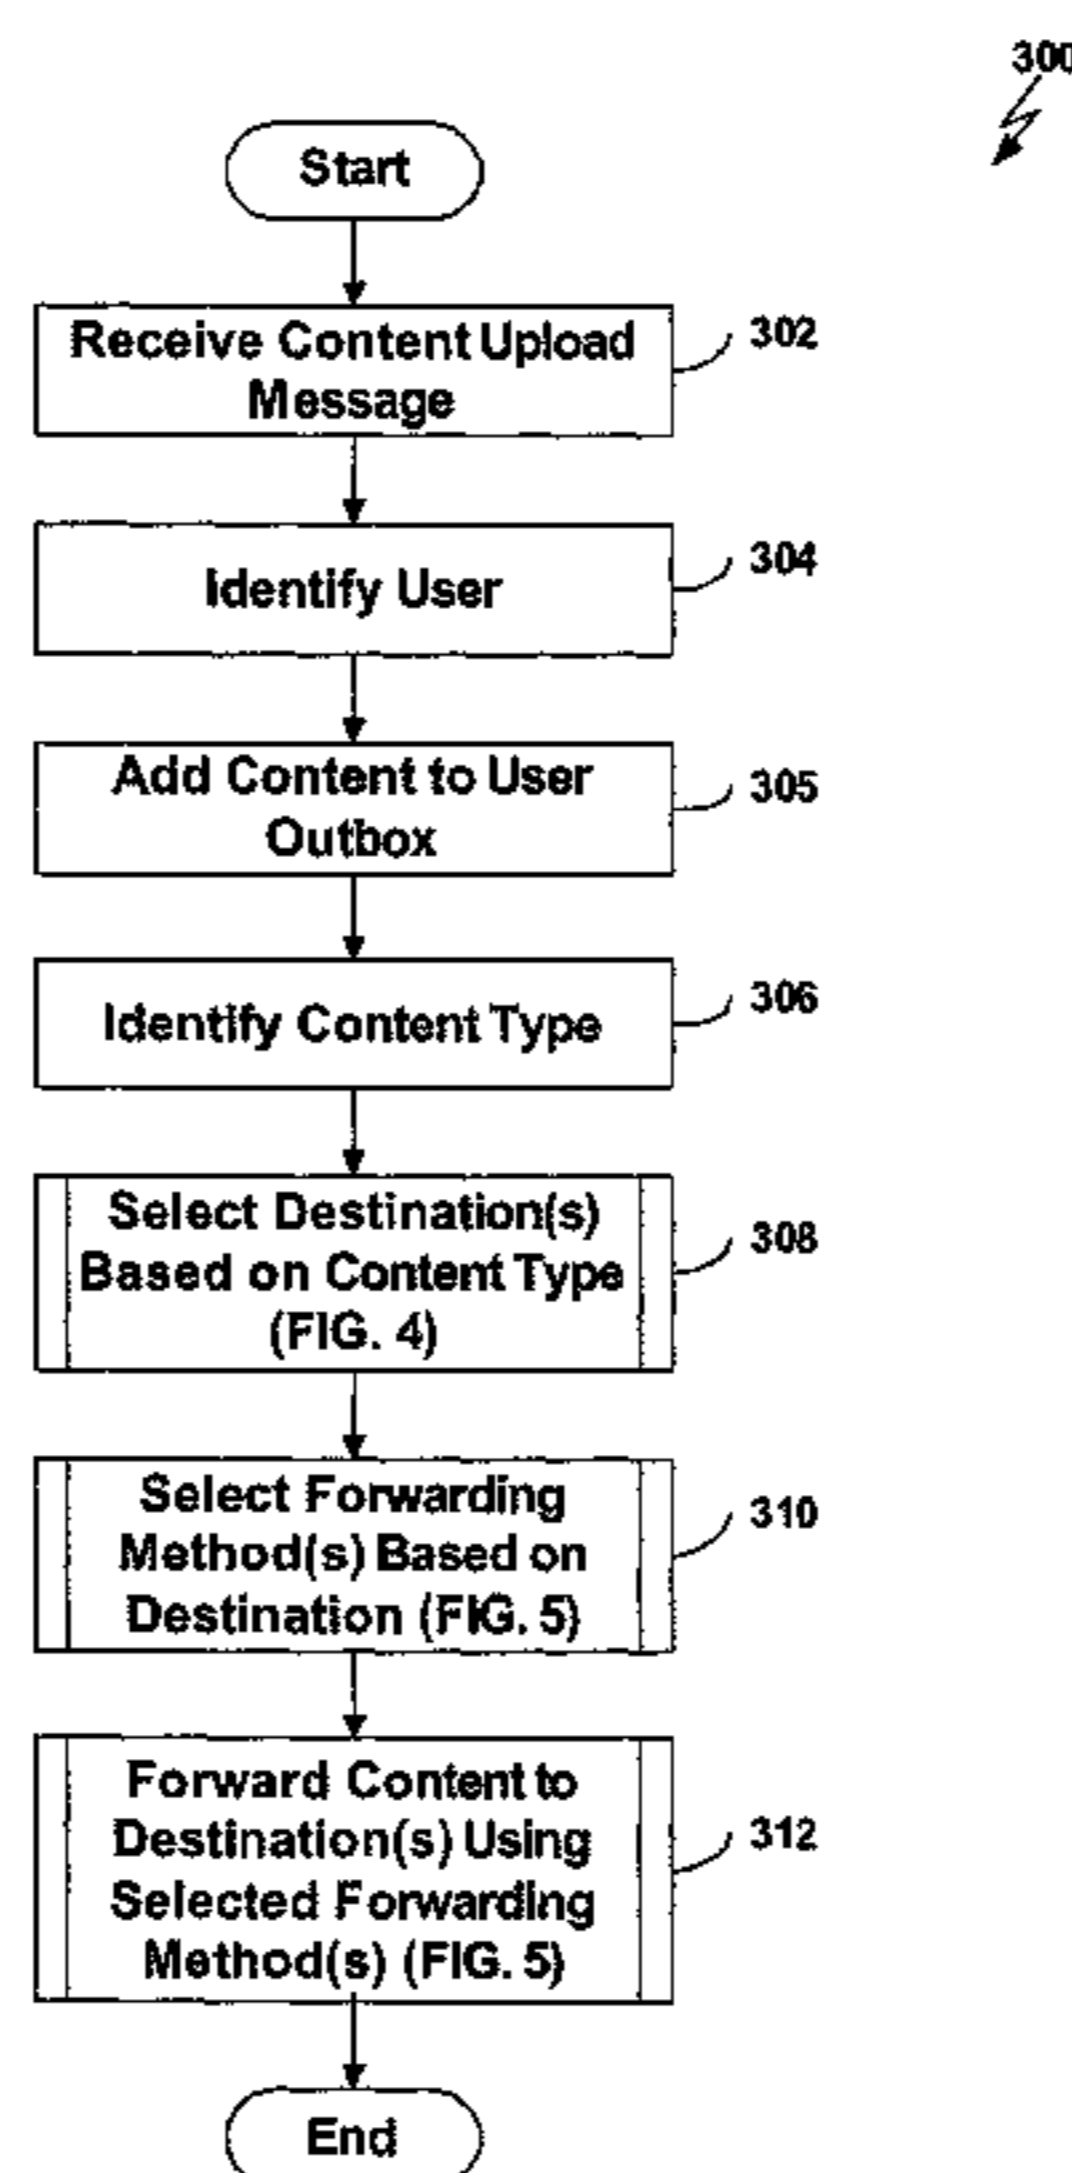 300
Start
Receive Content Upload
Message
302
Identify User
304
Add Content to User
Outbox
305
Identify Content Type
306
Select Destination(s)
Based on Content Type
(FIG. 4)
308
Select Forwarding
Method(s) Based on
Destination (FIG. 5)
310
Forward Content to
Destination(s) Using
Selected Forwarding
Method(s) (FIG. 5)
312
End